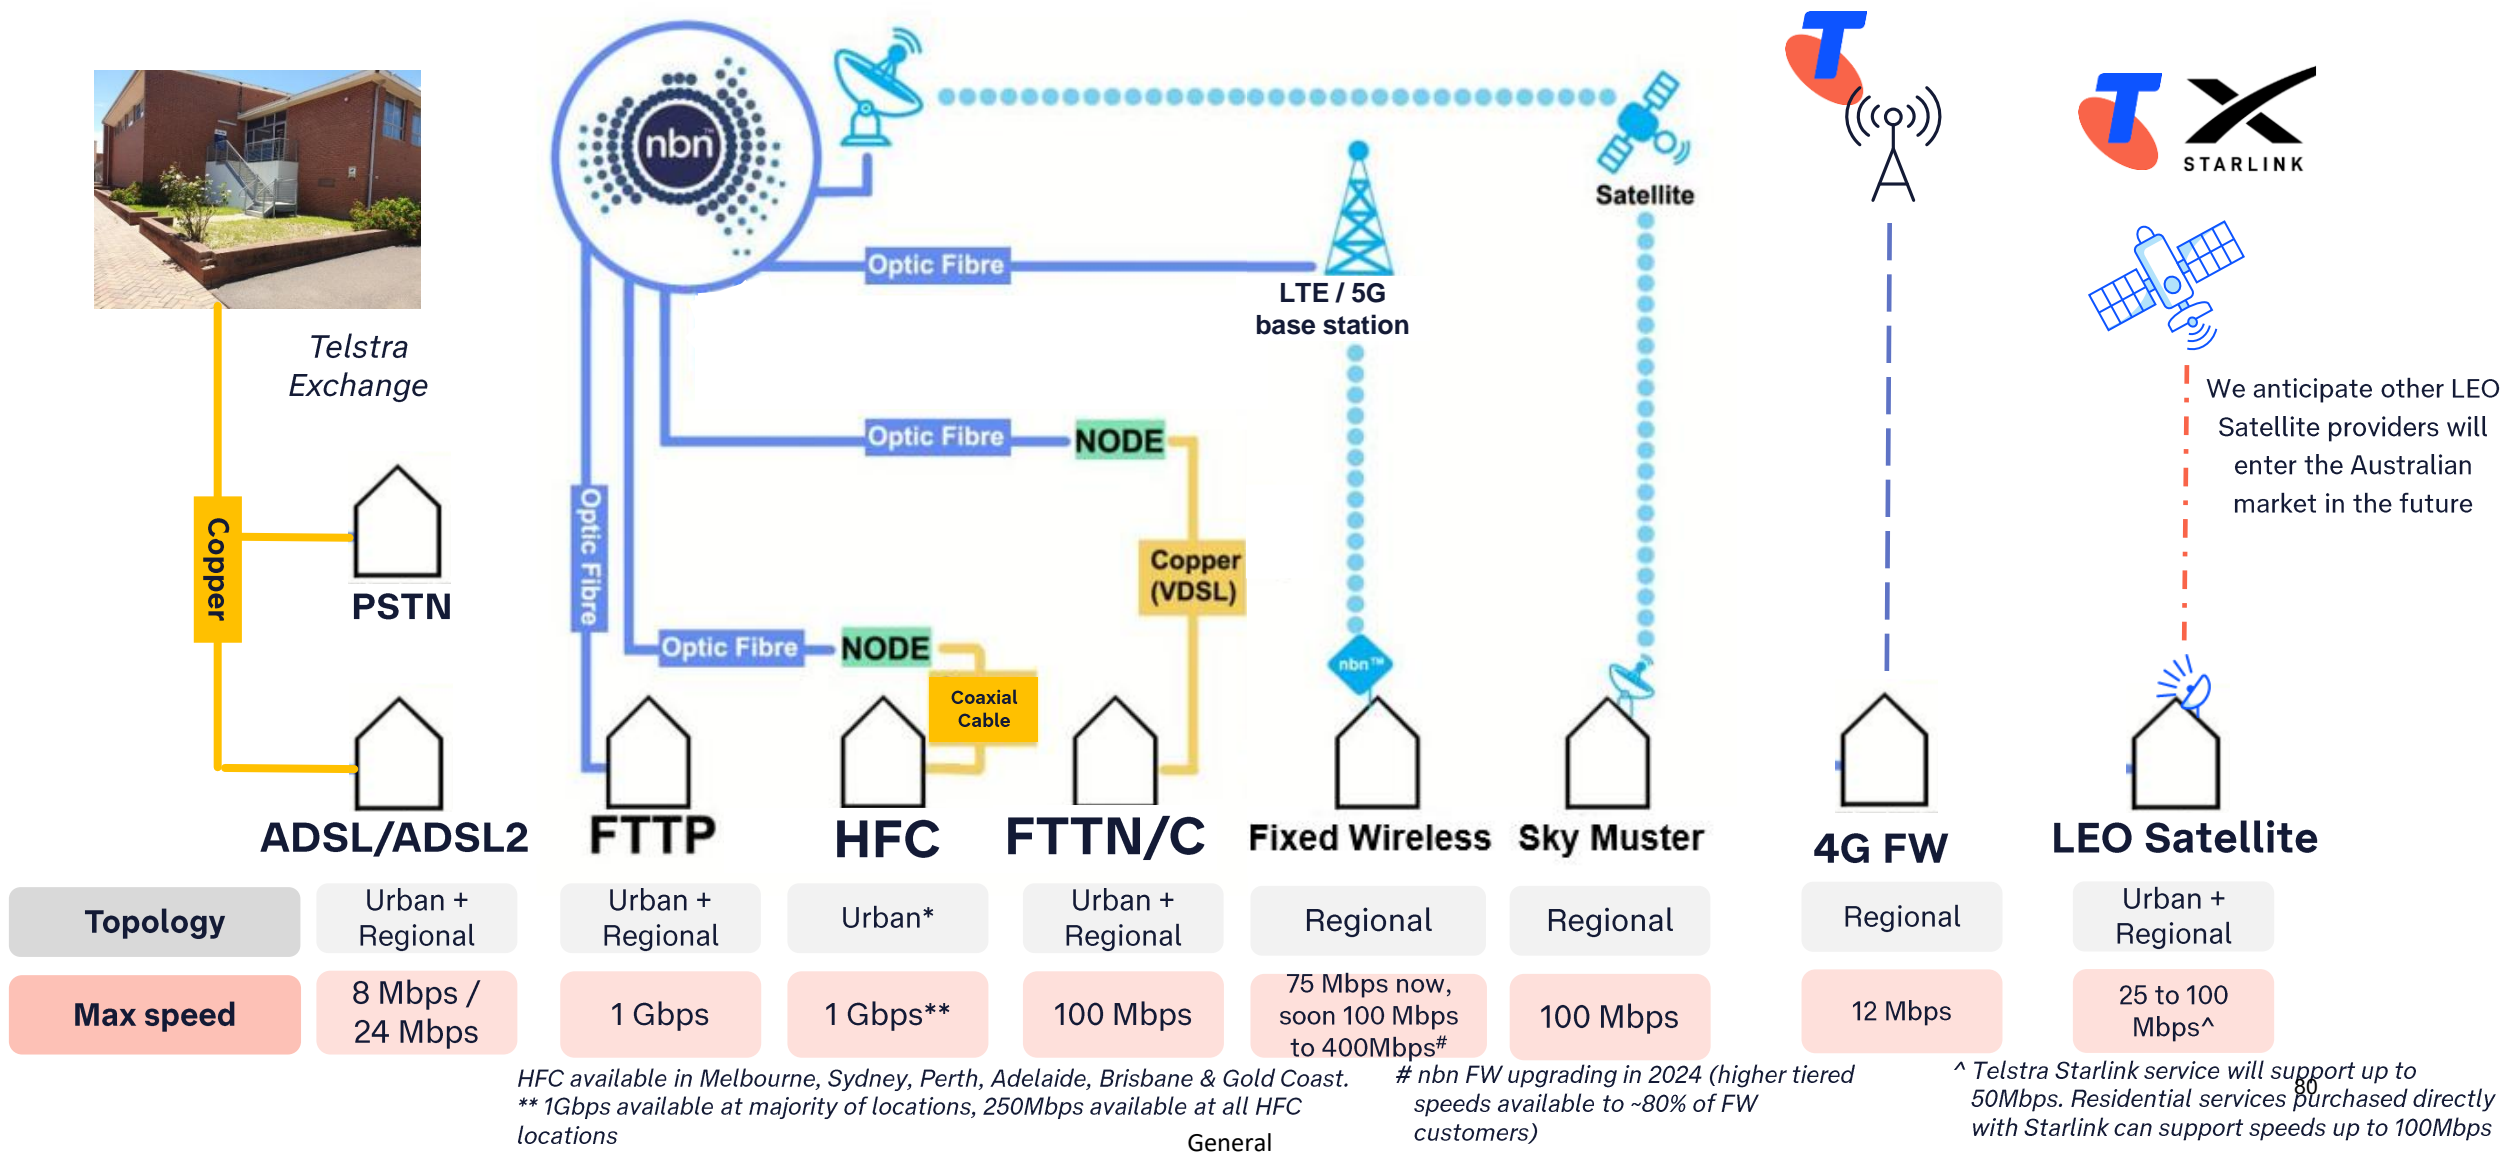 nbn™
T
T
STARLINK
Satellite
Optic Fibre
LTE / 5G
base station
Telstra
Exchange
We anticipate other LEO
Satellite providers will
enter the Australian
market in the future
Optic Fibre
NODE
Copper
Optic Fibre
Copper
(VDSL)
PSTN
Optic Fibre
NODE
nbn™
Coaxial
Cable
ADSL/ADSL2
FTTP
HFC
FTTN/C
Fixed Wireless
Sky Muster
4G FW
LEO Satellite
Topology
Urban +
Regional
Urban +
Regional
Urban*
Urban +
Regional
Regional
Regional
Regional
Urban +
Regional
Max speed
8 Mbps /
24 Mbps
1 Gbps
1 Gbps**
100 Mbps
75 Mbps now,
soon 100 Mbps
to 400Mbps#
100 Mbps
12 Mbps
25 to 100
Mbps^
HFC available in Melbourne, Sydney, Perth, Adelaide, Brisbane & Gold Coast.
** 1Gbps available at majority of locations, 250Mbps available at all HFC
locations
# nbn FW upgrading in 2024 (higher tiered
speeds available to ~80% of FW
customers)
^ Telstra Starlink service will support up to
50Mbps. Residential services purchased directly
with Starlink can support speeds up to 100Mbps
80
General